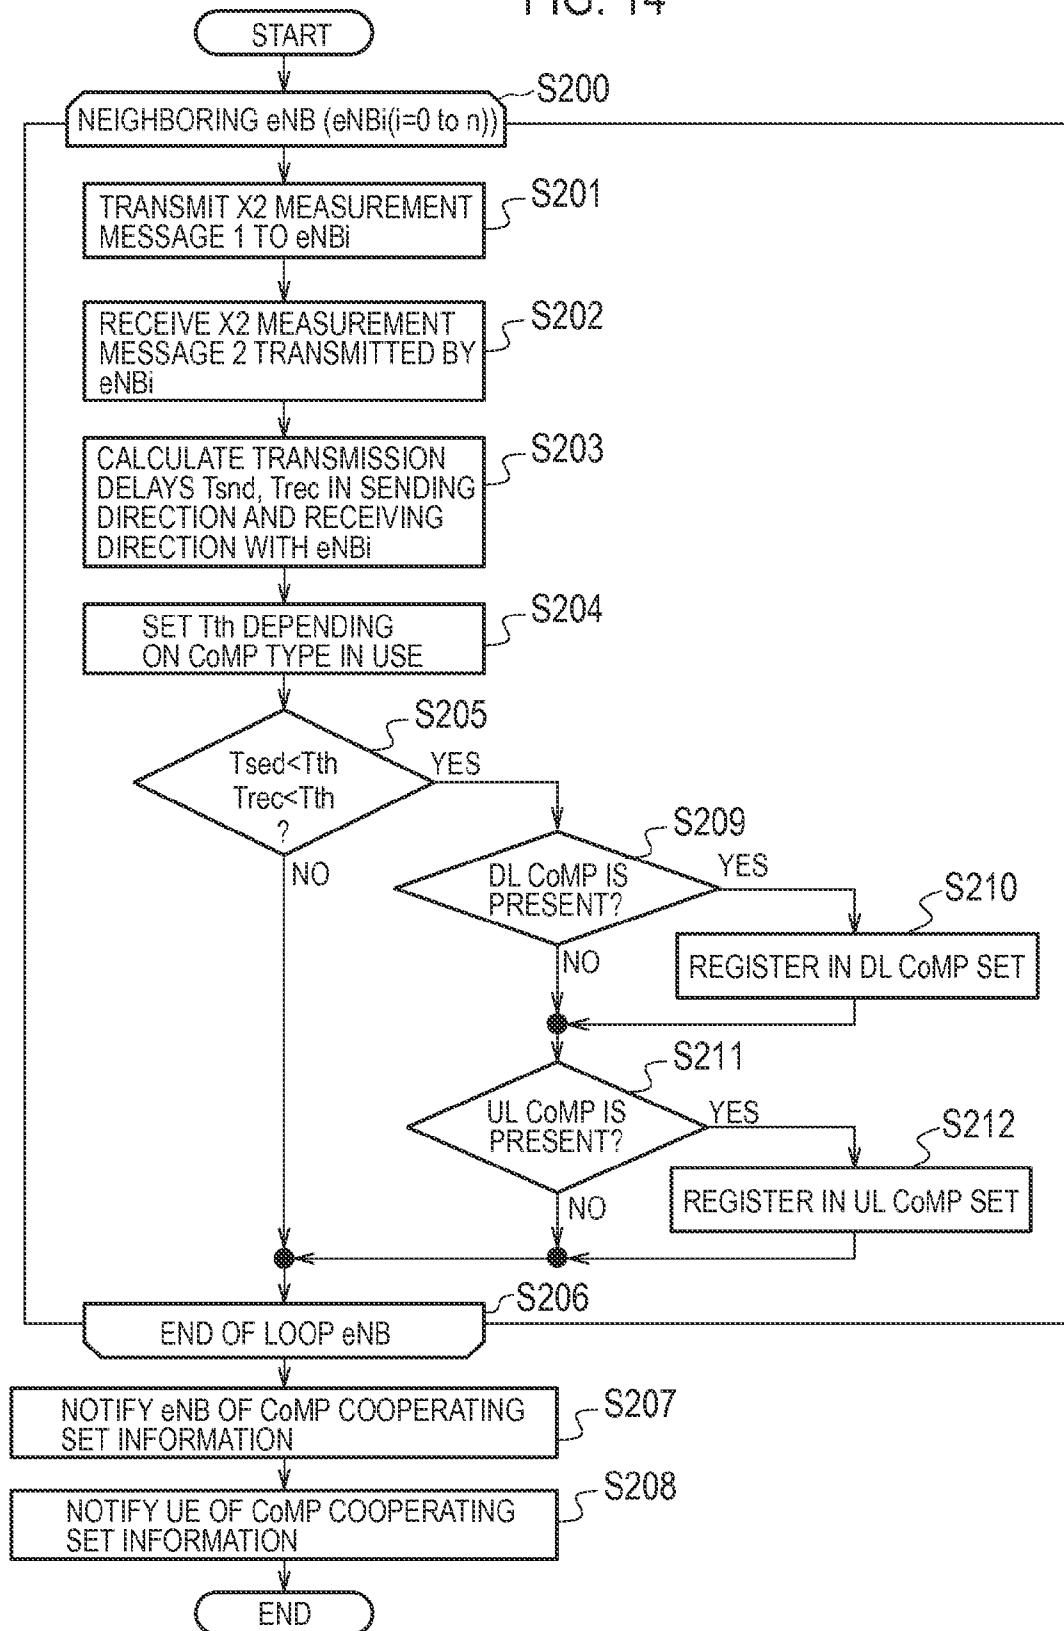 FIG. 14
START
S200
NEIGHBORING eNB (eNBi(i=0 to n))
S201
TRANSMIT X2 MEASUREMENT
MESSAGE 1 TO eNBi
S202
RECEIVE X2 MEASUREMENT
MESSAGE 2 TRANSMITTED BY
eNBi
S203
CALCULATE TRANSMISSION
DELAYS Tsnd, Trec IN SENDING
DIRECTION AND RECEIVING
DIRECTION WITH eNBi
S204
SET Tth DEPENDING
ON CoMP TYPE IN USE
S205
Tsed<Tth
Trec<Tth
?
YES
NO
S209
DL CoMP IS
PRESENT?
YES
NO
S210
REGISTER IN DL CoMP SET
S211
UL CoMP IS
PRESENT?
YES
NO
S212
REGISTER IN UL CoMP SET
S206
END OF LOOP eNB
S207
NOTIFY eNB OF CoMP COOPERATING
SET INFORMATION
S208
NOTIFY UE OF CoMP COOPERATING
SET INFORMATION
END